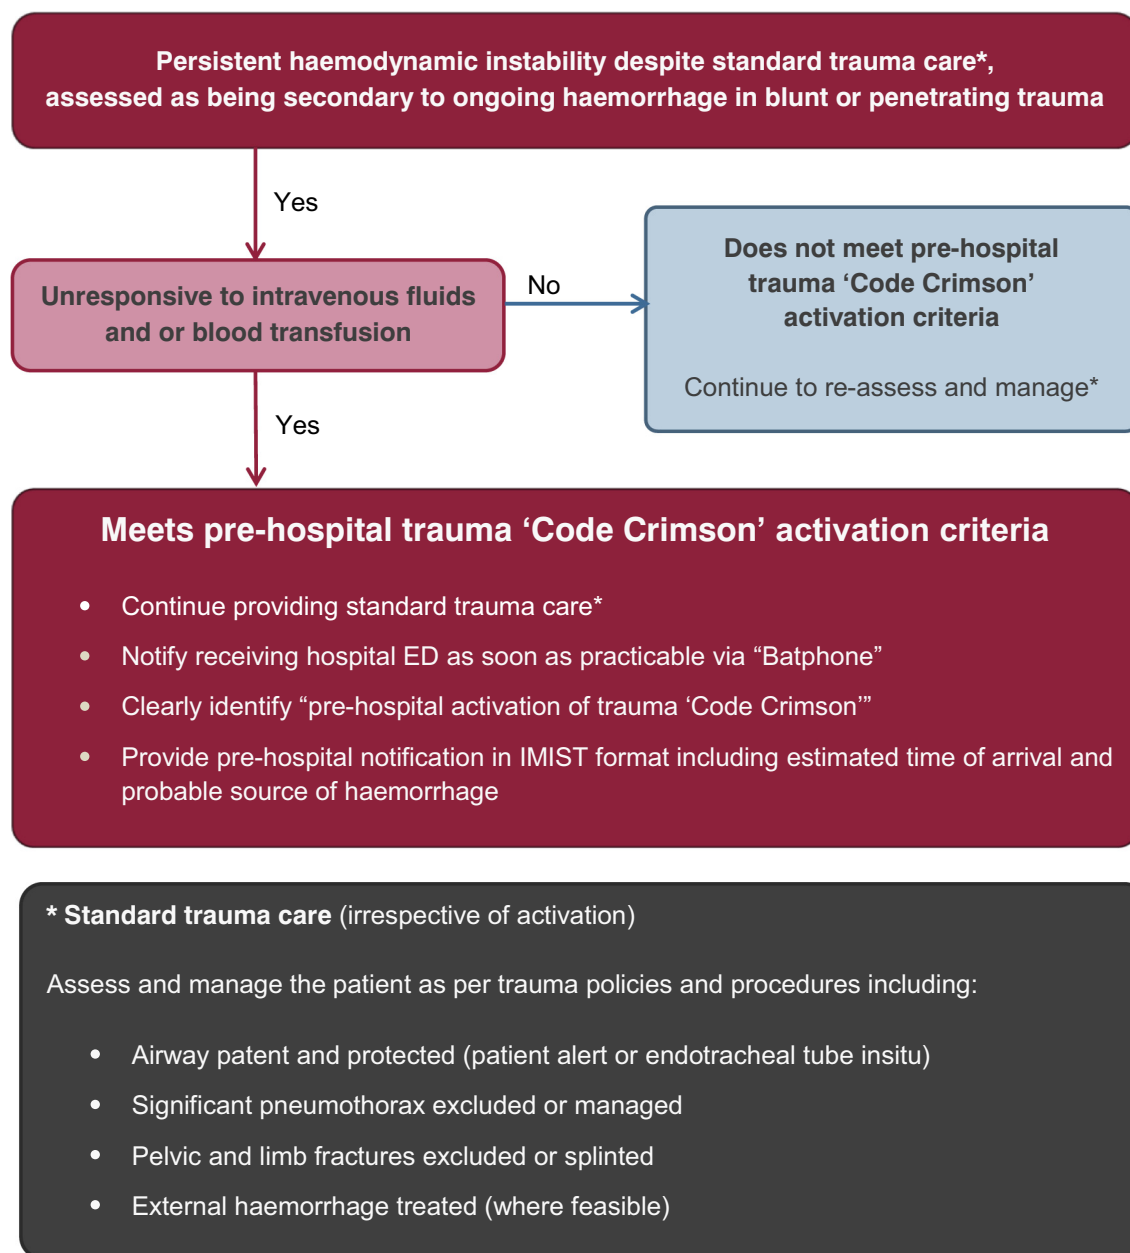 Persistent haemodynamic instability despite standard trauma care*,
assessed as being secondary to ongoing haemorrhage in blunt or penetrating trauma
Yes
Unresponsive to intravenous fluids
and or blood transfusion
No
Does not meet pre-hospital
trauma ‘Code Crimson’
activation criteria
Continue to re-assess and manage*
Yes
Meets pre-hospital trauma ‘Code Crimson’ activation criteria
• Continue providing standard trauma care*
• Notify receiving hospital ED as soon as practicable via “Batphone”
• Clearly identify “pre-hospital activation of trauma ‘Code Crimson’”
• Provide pre-hospital notification in IMIST format including estimated time of arrival and
probable source of haemorrhage
* Standard trauma care (irrespective of activation)
Assess and manage the patient as per trauma policies and procedures including:
• Airway patent and protected (patient alert or endotracheal tube insitu)
• Significant pneumothorax excluded or managed
• Pelvic and limb fractures excluded or splinted
• External haemorrhage treated (where feasible)